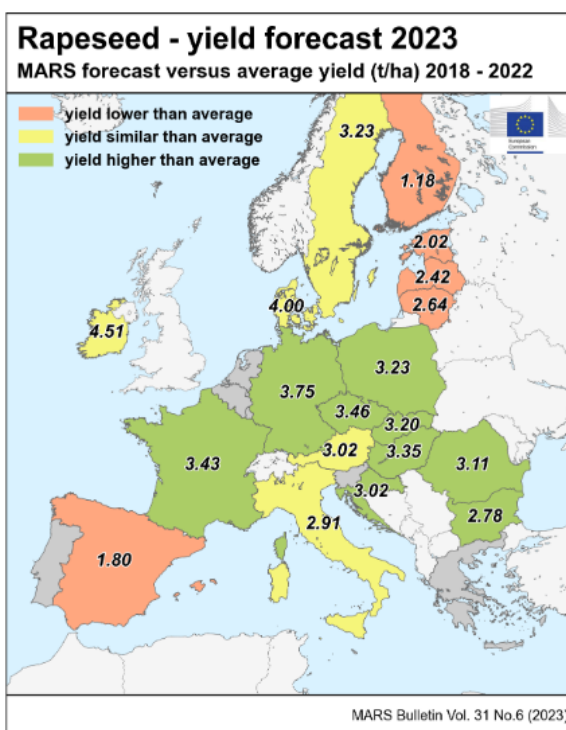 Rapeseed - yield forecast 2023
MARS forecast versus average yield (t/ha) 2018 - 2022
yield lower than average
yield similar than average
yield higher than average
European
Commission
3.23
1.18
2.02
2.42
2.64
4.00
4.51
3.23
3.75
3.46
3.20
3.02
3.35
3.43
3.11
3.02
2.91
2.78
1.80
MARS Bulletin Vol. 31 No.6 (2023)